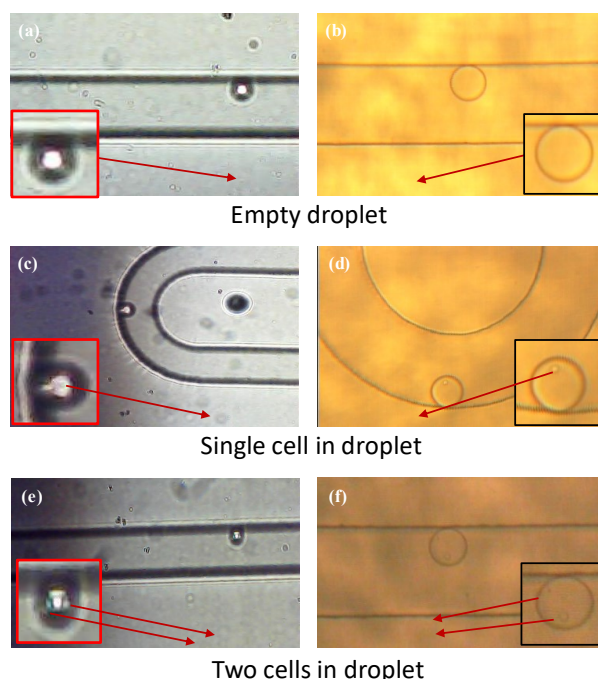 (a) (b)
Empty droplet
(c) (d)
Single cell in droplet
(e) (f)
Two cells in droplet